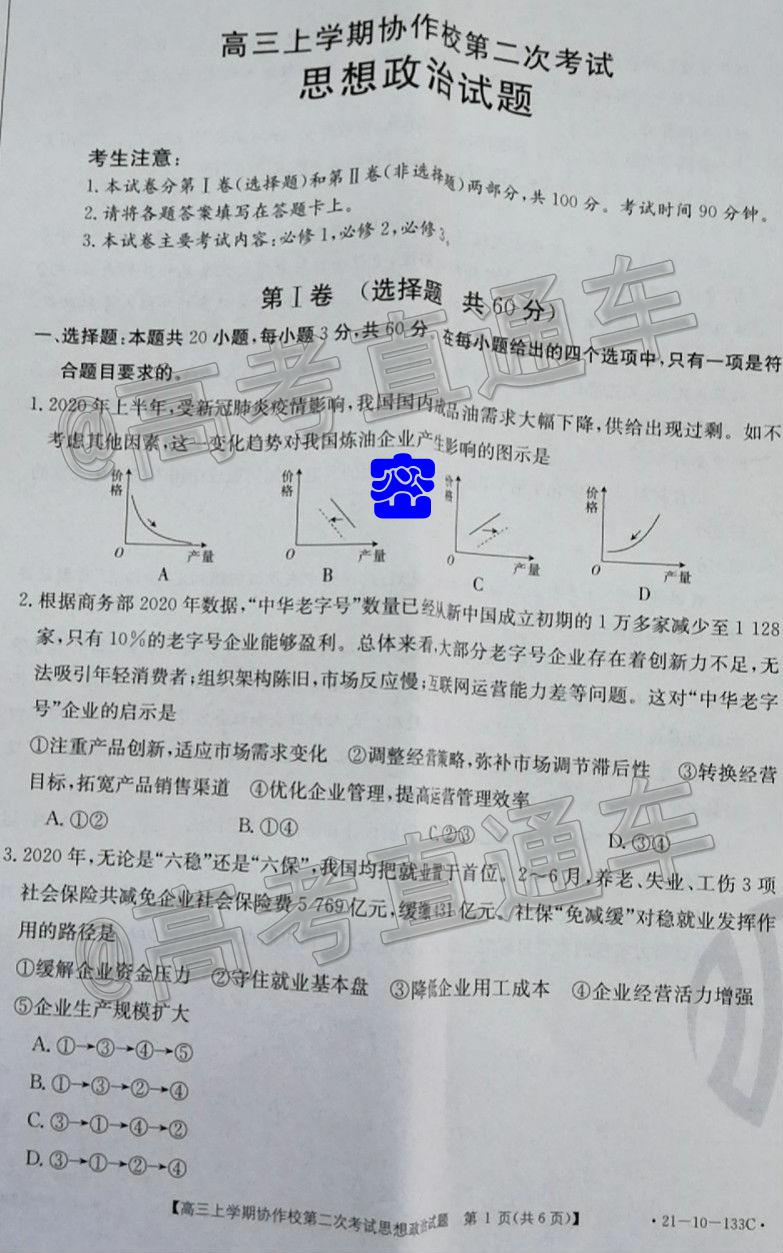 高三上学期协作校第二次考试
思想政治试题
考生注意:
1.本试卷分第Ⅰ卷(选择题)和第Ⅱ卷(非选择题)两部分,共100分。考试时间90分钟。
2.请将各题答案填写在答题卡上。
3.本试卷主要考试内容:必修1,必修2,必修3。
第Ⅰ卷 (选择题 共60分)
一、选择题:本题共20小题,每小题3分,共60分。在每小题给出的四个选项中,只有一项是符
合题目要求的。
1.2020年上半年,受新冠肺炎疫情影响,我国国内成品油需求大幅下降,供给出现过剩。如不
考虑其他因素,这一变化趋势对我国炼油企业产生影响的图示是
价格 价格 价格 价格
O 产量 O 产量 O 产量 O 产量
A B C D
密
2.根据商务部2020年数据,“中华老字号”数量已经从新中国成立初期的1万多家减少至1 128
家,只有10%的老字号企业能够盈利。总体来看,大部分老字号企业存在着创新力不足,无
法吸引年轻消费者;组织架构陈旧,市场反应慢;互联网运营能力差等问题。这对“中华老字
号”企业的启示是
①注重产品创新,适应市场需求变化 ②调整经营策略,弥补市场调节滞后性 ③转换经营
目标,拓宽产品销售渠道 ④优化企业管理,提高运营管理效率
A.①② B.①④ C.②③ D.③④
3.2020年,无论是“六稳”还是“六保”,我国均把就业置于首位。2~6月,养老、失业、工伤3项
社会保险共减免企业社会保险费5 769亿元,缓缴431亿元。社保“免减缓”对稳就业发挥作
用的路径是
①缓解企业资金压力 ②守住就业基本盘 ③降低企业用工成本 ④企业经营活力增强
⑤企业生产规模扩大
A.①→③→④→⑤
B.①→③→②→④
C.③→①→④→②
D.③→①→②→④
【高三上学期协作校第二次考试思想政治试题 第1页(共6页)】 ·21-10-133C·
@高考直通车
@高考直通车